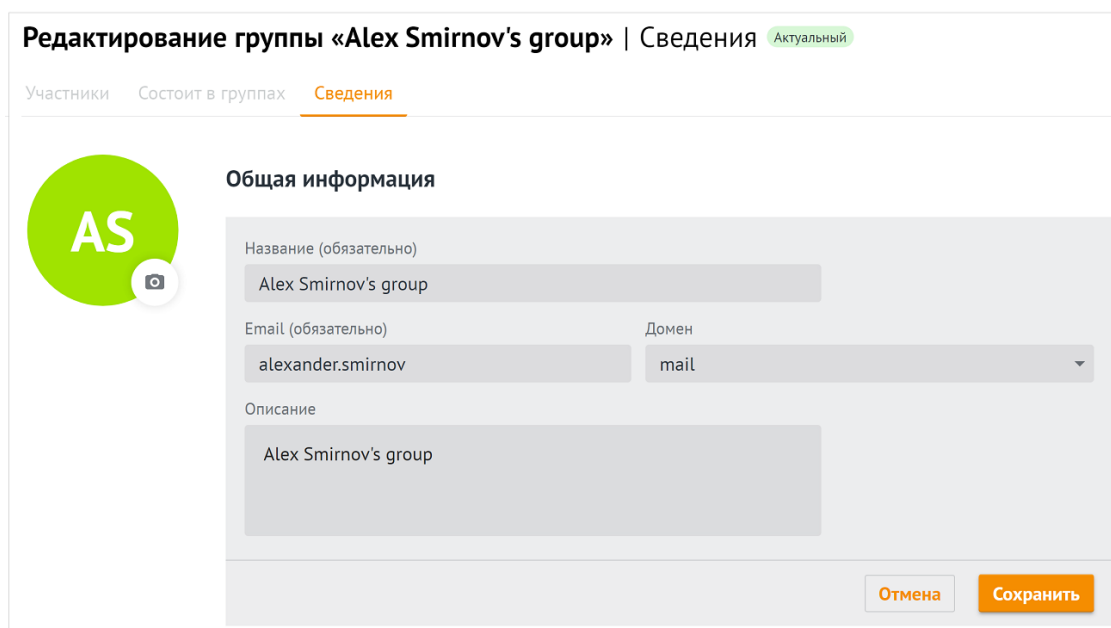 Редактирование группы «Alex Smirnov's group» | Сведения Актуальный
Участники Состоит в группах Сведения
AS
Общая информация
Название (обязательно)
Alex Smirnov's group
Email (обязательно) Домен
alexander.smirnov mail
Описание
Alex Smirnov's group
Отмена Сохранить